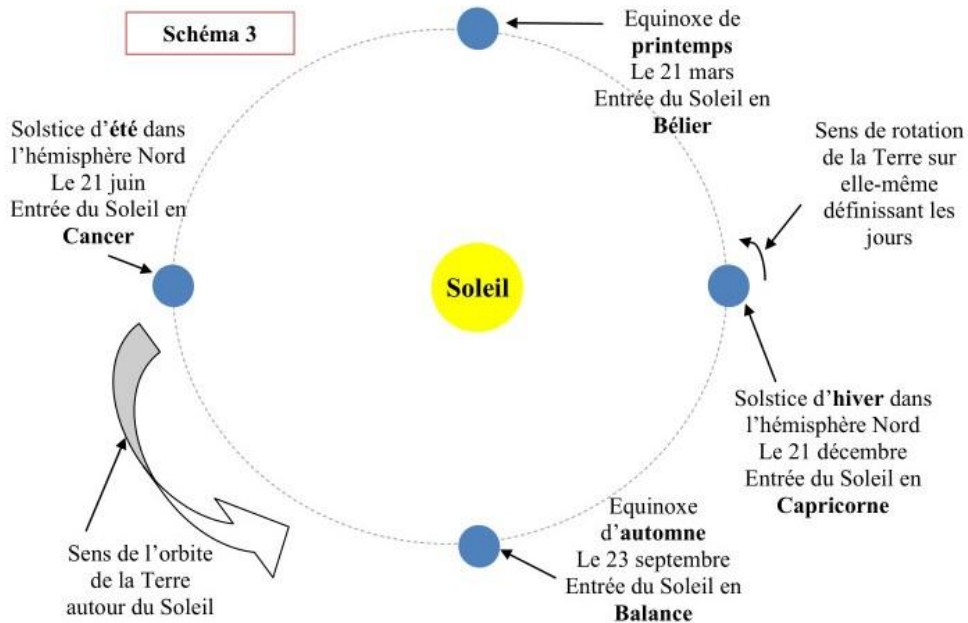 Schéma 3
Equinoxe de
printemps
Le 21 mars
Entrée du Soleil en
Bélier
Solstice d’été dans
l’hémisphère Nord
Le 21 juin
Entrée du Soleil en
Cancer
Sens de rotation
de la Terre sur
elle-même
définissant les
jours
Soleil
Solstice d’hiver dans
l’hémisphère Nord
Le 21 décembre
Entrée du Soleil en
Capricorne
Equinoxe
d’automne
Le 23 septembre
Entrée du Soleil en
Balance
Sens de l’orbite
de la Terre
autour du Soleil